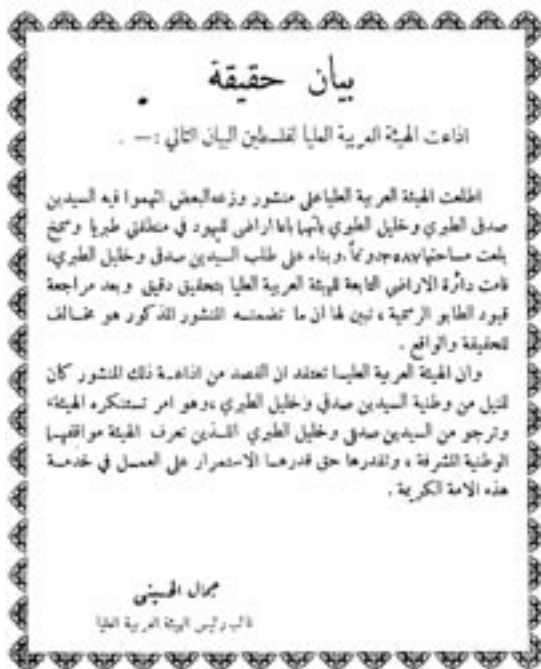 بيان حقيقة
اذاعت الهيئة العربية العليا لفلسطين البيان التالي :— .
اطلعت الهيئة العربية العليا على منشور وزعه البعض اتهموا فيه السيدين
صدقي الطبري وخليل الطبري بانهما باعا اراضي لليهود في منطقتي طبريا وسمخ
بلغت مساحتها دونماً . وبناء على طلب السيدين صدقي وخليل الطبري،
قامت دائرة الاراضي التابعة للهيئة العربية العليا بتحقيق دقيق وبعد مراجعة
قيود الطابو الرسمية ، تبين لها ان ما تضمنه المنشور المذكور هو مخالف
للحقيقة والواقع .
وان الهيئة العربية العليا تعتقد ان القصد من اذاعة ذلك المنشور كان
للنيل من وطنية السيدين صدقي وخليل الطبري ، وهو امر تستنكره الهيئة ،
وترجو من السيدين صدقي وخليل الطبري اللذين تعرف الهيئة مواقفهما
الوطنية المشرفة ، وتقدرها حق قدرها الاستمرار على العمل في خدمة
هذه الامة الكريمة .
جمال الحسيني
نائب رئيس الهيئة العربية العليا